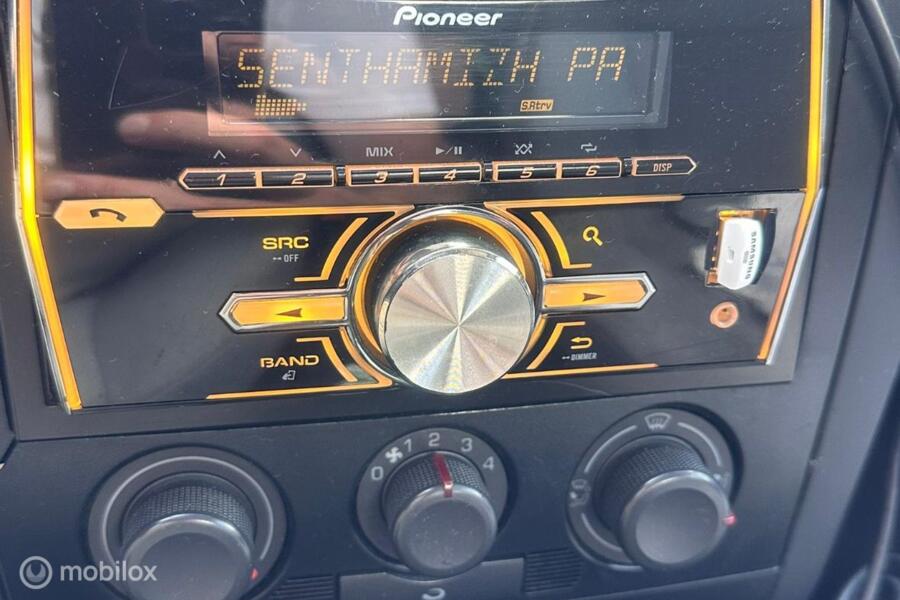 Pioneer
SENTHAMIZH PA
S.Rtrv
MIX
1 2 3 4 5 6 DISP
SRC
OFF
BAND
DIMMER
SAMSUNG
0 1 2 3 4
mobilox